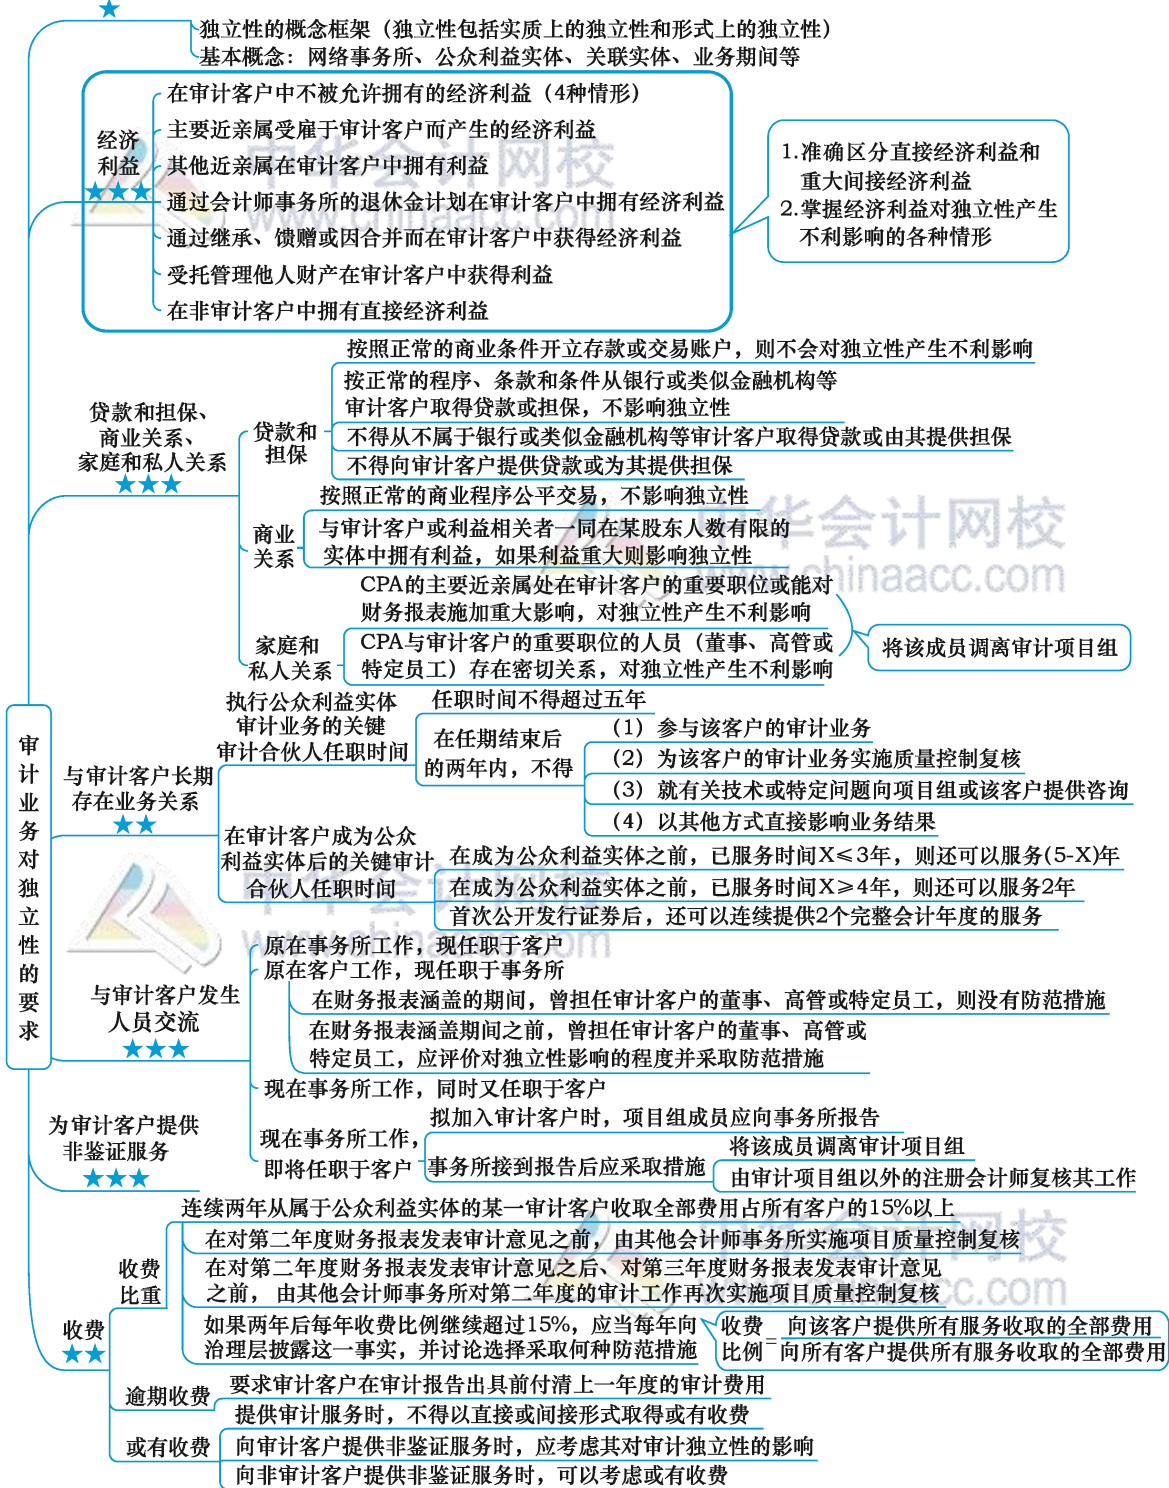 ★
独立性的概念框架（独立性包括实质上的独立性和形式上的独立性）
基本概念：网络事务所、公众利益实体、关联实体、业务期间等
经济
利益
★★★
在审计客户中不被允许拥有的经济利益（4种情形）
主要近亲属受雇于审计客户而产生的经济利益
其他近亲属在审计客户中拥有利益
通过会计师事务所的退休金计划在审计客户中拥有经济利益
通过继承、馈赠或因合并而在审计客户中获得经济利益
受托管理他人财产在审计客户中获得利益
在非审计客户中拥有直接经济利益
1.准确区分直接经济利益和
重大间接经济利益
2.掌握经济利益对独立性产生
不利影响的各种情形
中华会计网校
www.chinaacc.com
贷款和担保、
商业关系、
家庭和私人关系
★★★
贷款和
担保
按照正常的商业条件开立存款或交易账户，则不会对独立性产生不利影响
按正常的程序、条款和条件从银行或类似金融机构等
审计客户取得贷款或担保，不影响独立性
不得从不属于银行或类似金融机构等审计客户取得贷款或由其提供担保
不得向审计客户提供贷款或为其提供担保
商业
关系
按照正常的商业程序公平交易，不影响独立性
与审计客户或利益相关者一同在某股东人数有限的
实体中拥有利益，如果利益重大则影响独立性
中华会计网校
www.chinaacc.com
家庭和
私人关系
CPA的主要近亲属处在审计客户的重要职位或能对
财务报表施加重大影响，对独立性产生不利影响
CPA与审计客户的重要职位的人员（董事、高管或
特定员工）存在密切关系，对独立性产生不利影响
将该成员调离审计项目组
审计业务对独立性的要求
与审计客户长期
存在业务关系
★★
执行公众利益实体
审计业务的关键
审计合伙人任职时间
任职时间不得超过五年
在任期结束后
的两年内，不得
（1）参与该客户的审计业务
（2）为该客户的审计业务实施质量控制复核
（3）就有关技术或特定问题向项目组或该客户提供咨询
（4）以其他方式直接影响业务结果
在审计客户成为公众
利益实体后的关键审计
合伙人任职时间
在成为公众利益实体之前，已服务时间X≤3年，则还可以服务(5-X)年
在成为公众利益实体之前，已服务时间X≥4年，则还可以服务2年
首次公开发行证券后，还可以连续提供2个完整会计年度的服务
中华会计网校
www.chinaacc.com
与审计客户发生
人员交流
★★★
原在事务所工作，现任职于客户
原在客户工作，现任职于事务所
在财务报表涵盖的期间，曾担任审计客户的董事、高管或特定员工，则没有防范措施
在财务报表涵盖期间之前，曾担任审计客户的董事、高管或
特定员工，应评价对独立性影响的程度并采取防范措施
现在事务所工作，同时又任职于客户
现在事务所工作，
即将任职于客户
拟加入审计客户时，项目组成员应向事务所报告
事务所接到报告后应采取措施
将该成员调离审计项目组
由审计项目组以外的注册会计师复核其工作
为审计客户提供
非鉴证服务
★★★
收费
★★
收费
比重
连续两年从属于公众利益实体的某一审计客户收取全部费用占所有客户的15%以上
在对第二年度财务报表发表审计意见之前，由其他会计师事务所实施项目质量控制复核
在对第二年度财务报表发表审计意见之后、对第三年度财务报表发表审计意见
之前，由其他会计师事务所对第二年度的审计工作再次实施项目质量控制复核
如果两年后每年收费比例继续超过15%，应当每年向
治理层披露这一事实，并讨论选择采取何种防范措施
收费
比例
=
向该客户提供所有服务收取的全部费用
向所有客户提供所有服务收取的全部费用
中华会计网校
www.chinaacc.com
逾期收费
要求审计客户在审计报告出具前付清上一年度的审计费用
或有收费
提供审计服务时，不得以直接或间接形式取得或有收费
向审计客户提供非鉴证服务时，应考虑其对审计独立性的影响
向非审计客户提供非鉴证服务时，可以考虑或有收费